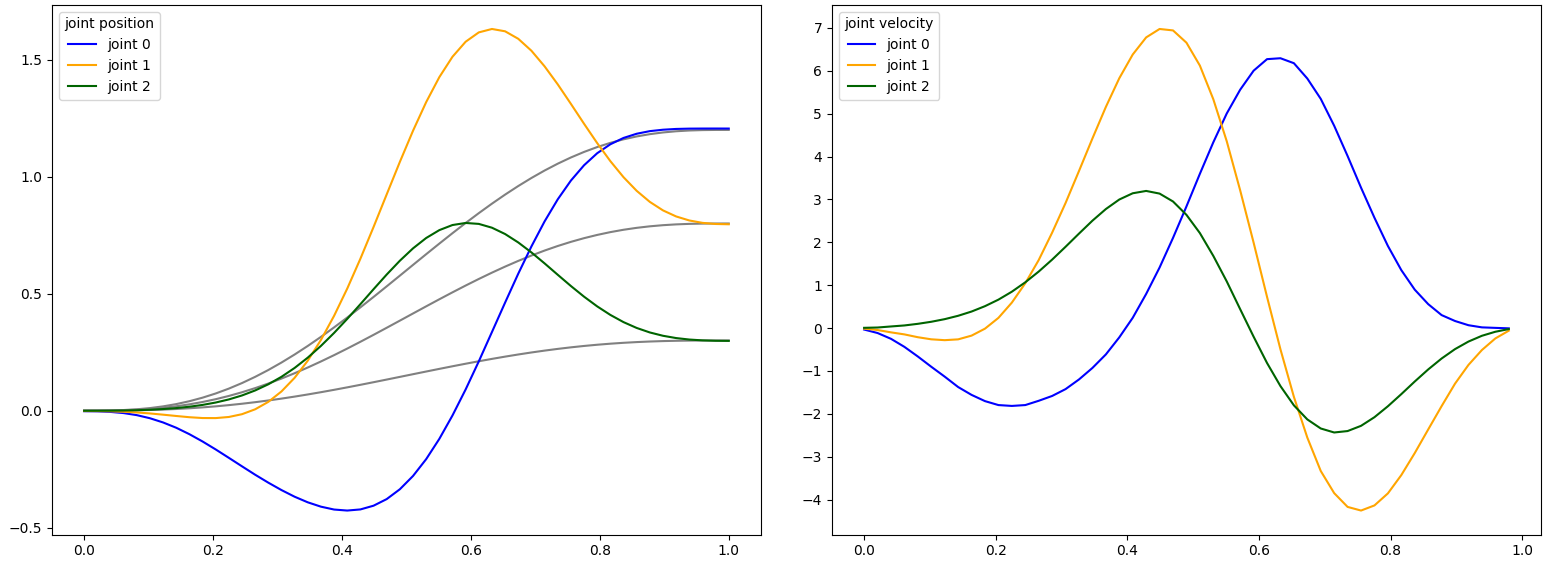 joint position
joint 0
joint 1
joint 2
1.5
1.0
0.5
0.0
−0.5
0.0 0.2 0.4 0.6 0.8 1.0
joint velocity
joint 0
joint 1
joint 2
7
6
5
4
3
2
1
0
−1
−2
−3
−4
0.0 0.2 0.4 0.6 0.8 1.0